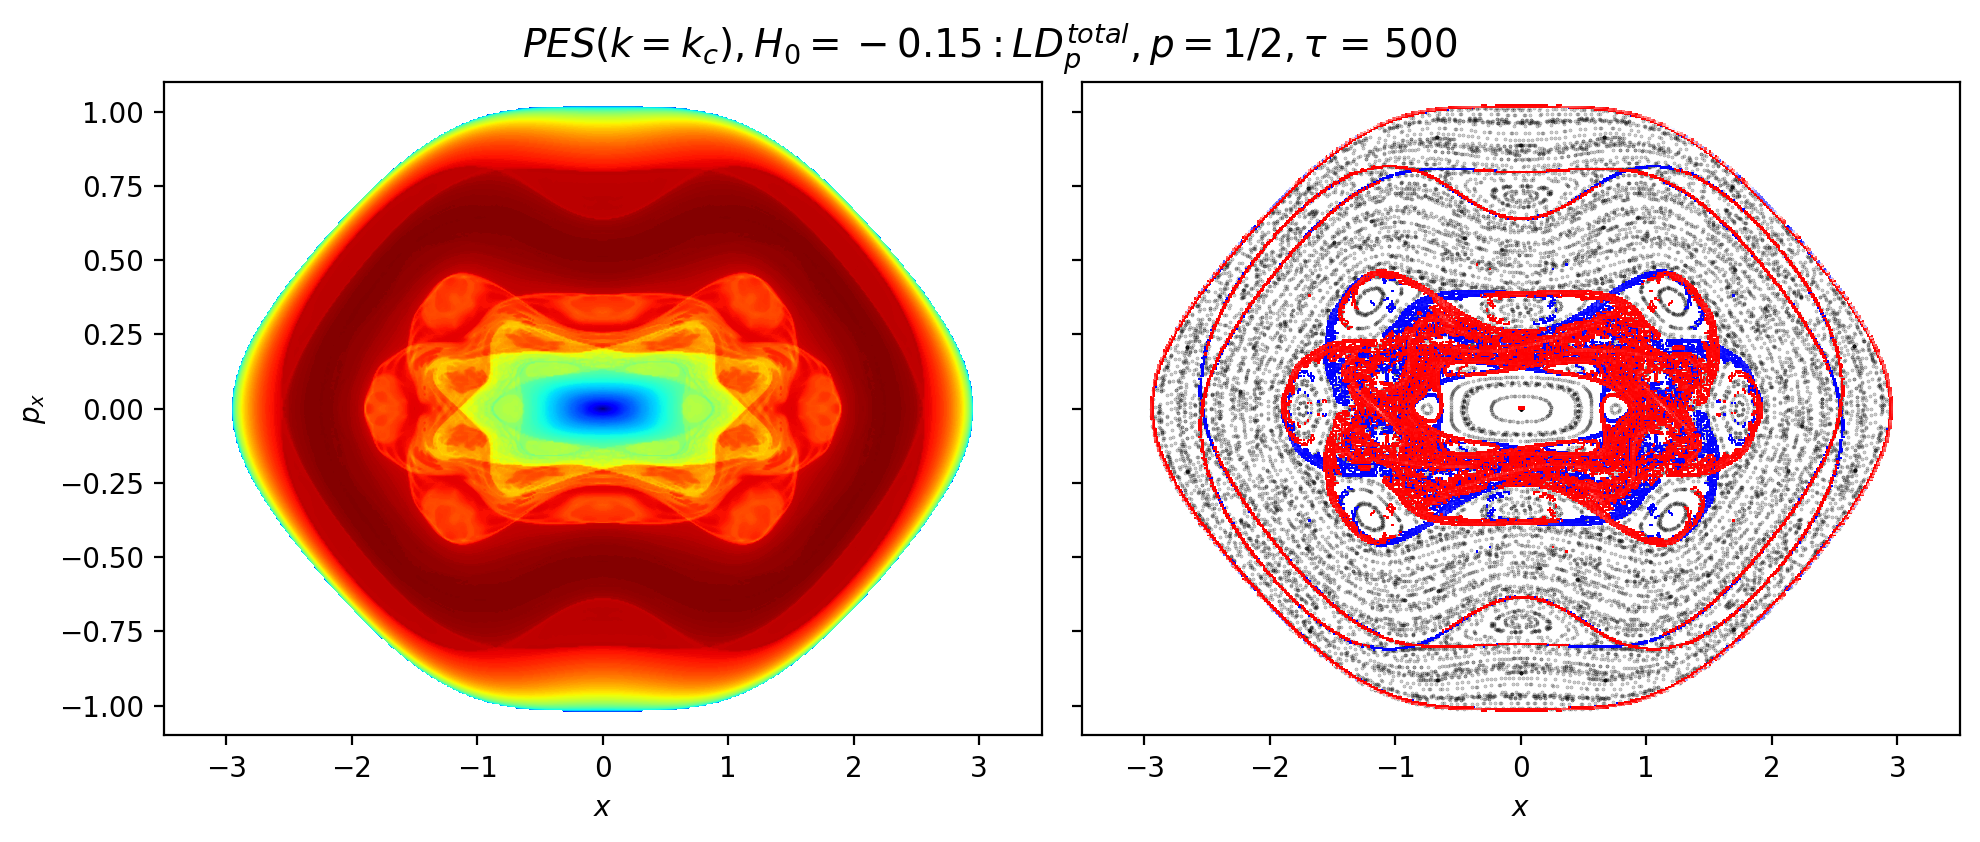 PES(k = k_c), H_0 = −0.15 : LD_p^{total}, p = 1/2, τ = 500
1.00
0.75
0.50
0.25
0.00
−0.25
−0.50
−0.75
−1.00
p_x
−3 −2 −1 0 1 2 3
x
−3 −2 −1 0 1 2 3
x